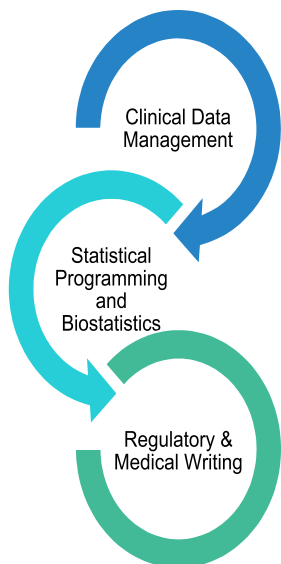 Clinical Data
Management
Statistical
Programming
and
Biostatistics
Regulatory &
Medical Writing